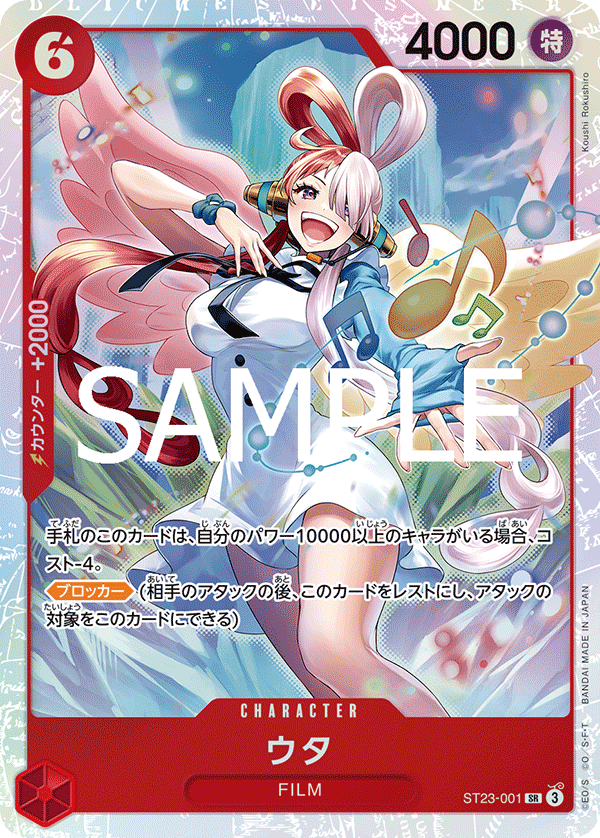 6
4000
特
Koushi Rokushiro
カウンター +2000
SAMPLE
手札のこのカードは、自分のパワー10000以上のキャラがいる場合、コ
スト-4。
ブロッカー (相手のアタックの後、このカードをレストにし、アタックの
対象をこのカードにできる)
CHARACTER
ウタ
FILM
ST23-001 SR 3
©E.O/S ©O/S・F・T BANDAI MADE IN JAPAN